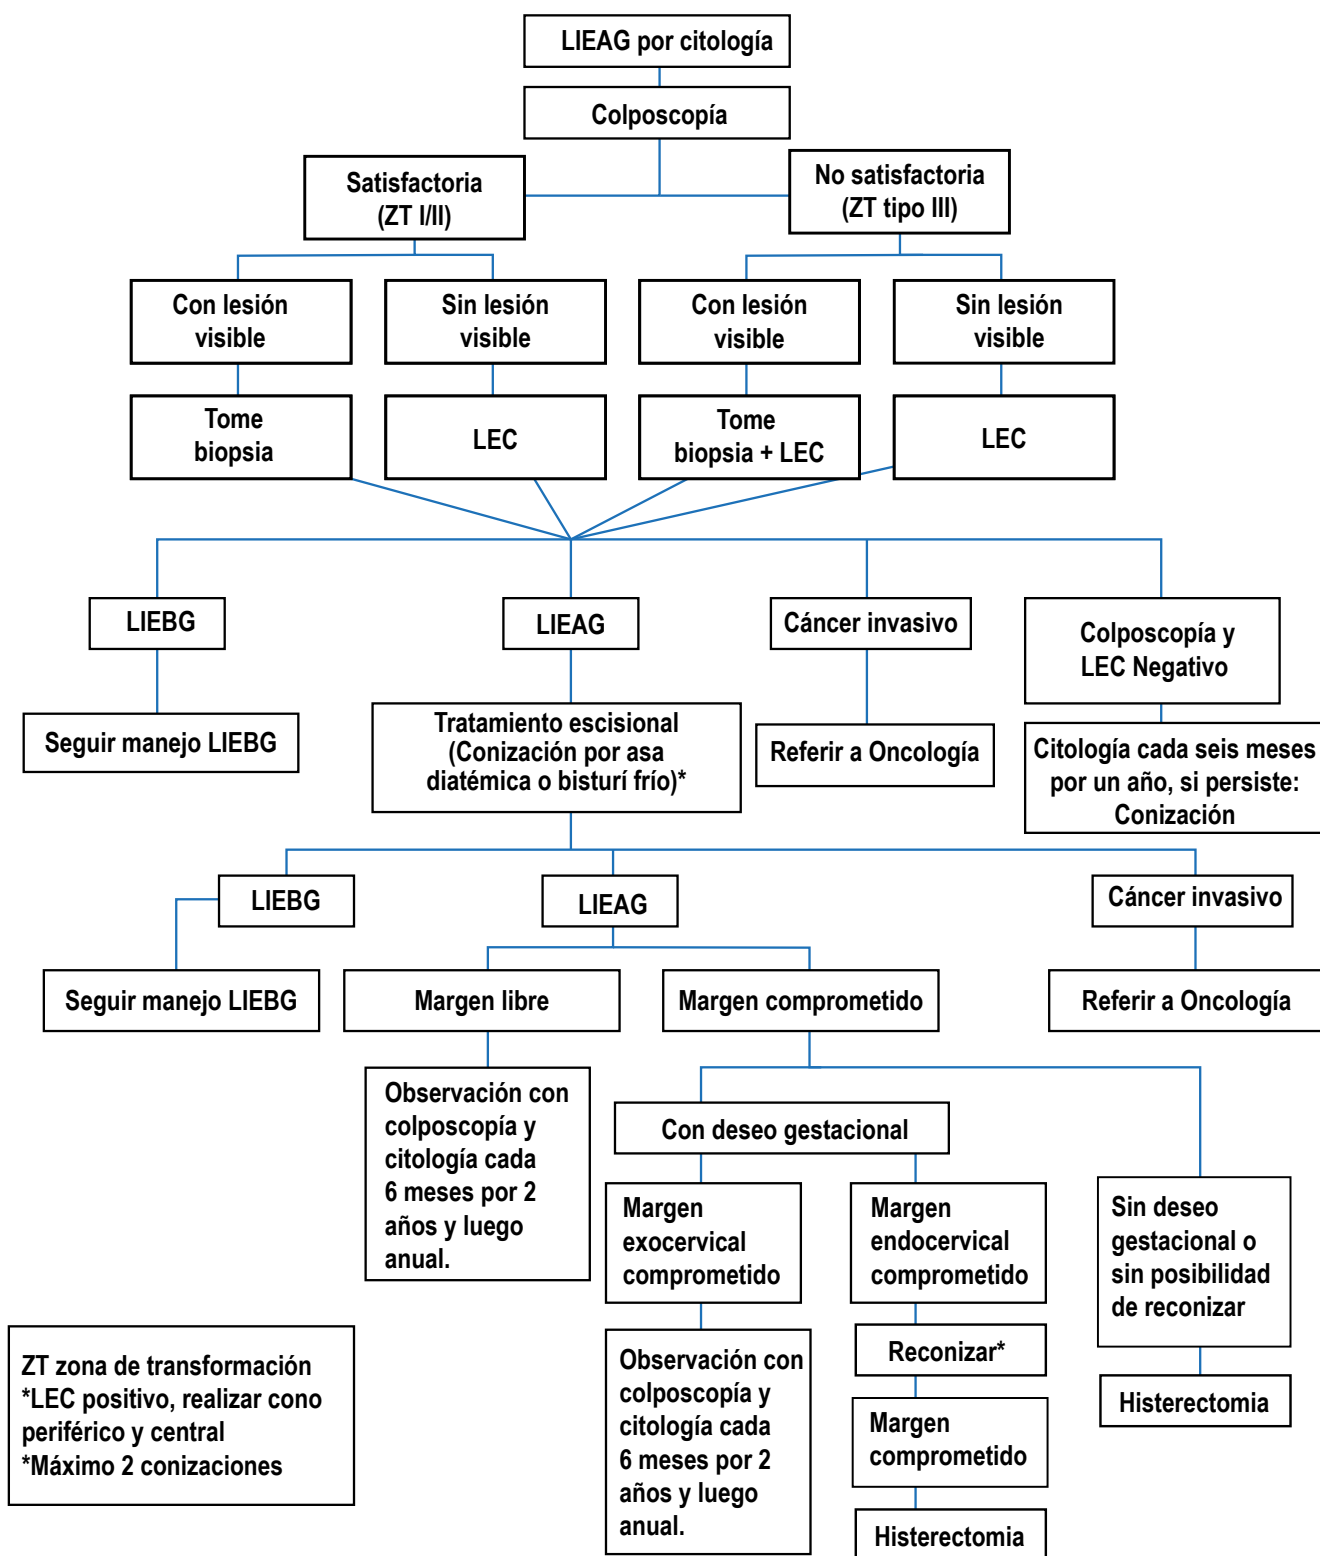 LIEAG por citología
Colposcopía
Satisfactoria
(ZT I/II)
No satisfactoria
(ZT tipo III)
Con lesión
visible
Sin lesión
visible
Con lesión
visible
Sin lesión
visible
Tome
biopsia
LEC
Tome
biopsia + LEC
LEC
LIEBG
LIEAG
Cáncer invasivo
Colposcopía y
LEC Negativo
Seguir manejo LIEBG
Tratamiento escisional
(Conización por asa
diatémica o bisturí frío)*
Referir a Oncología
Citología cada seis meses
por un año, si persiste:
Conización
LIEBG
LIEAG
Cáncer invasivo
Seguir manejo LIEBG
Margen libre
Margen comprometido
Referir a Oncología
Observación con
colposcopía y
citología cada
6 meses por 2
años y luego
anual.
Con deseo gestacional
Margen
exocervical
comprometido
Margen
endocervical
comprometido
Sin deseo
gestacional o
sin posibilidad
de reconizar
Observación con
colposcopía y
citología cada
6 meses por 2
años y luego
anual.
Reconizar*
Margen
comprometido
Histerectomia
Histerectomia
ZT zona de transformación
*LEC positivo, realizar cono
periférico y central
*Máximo 2 conizaciones